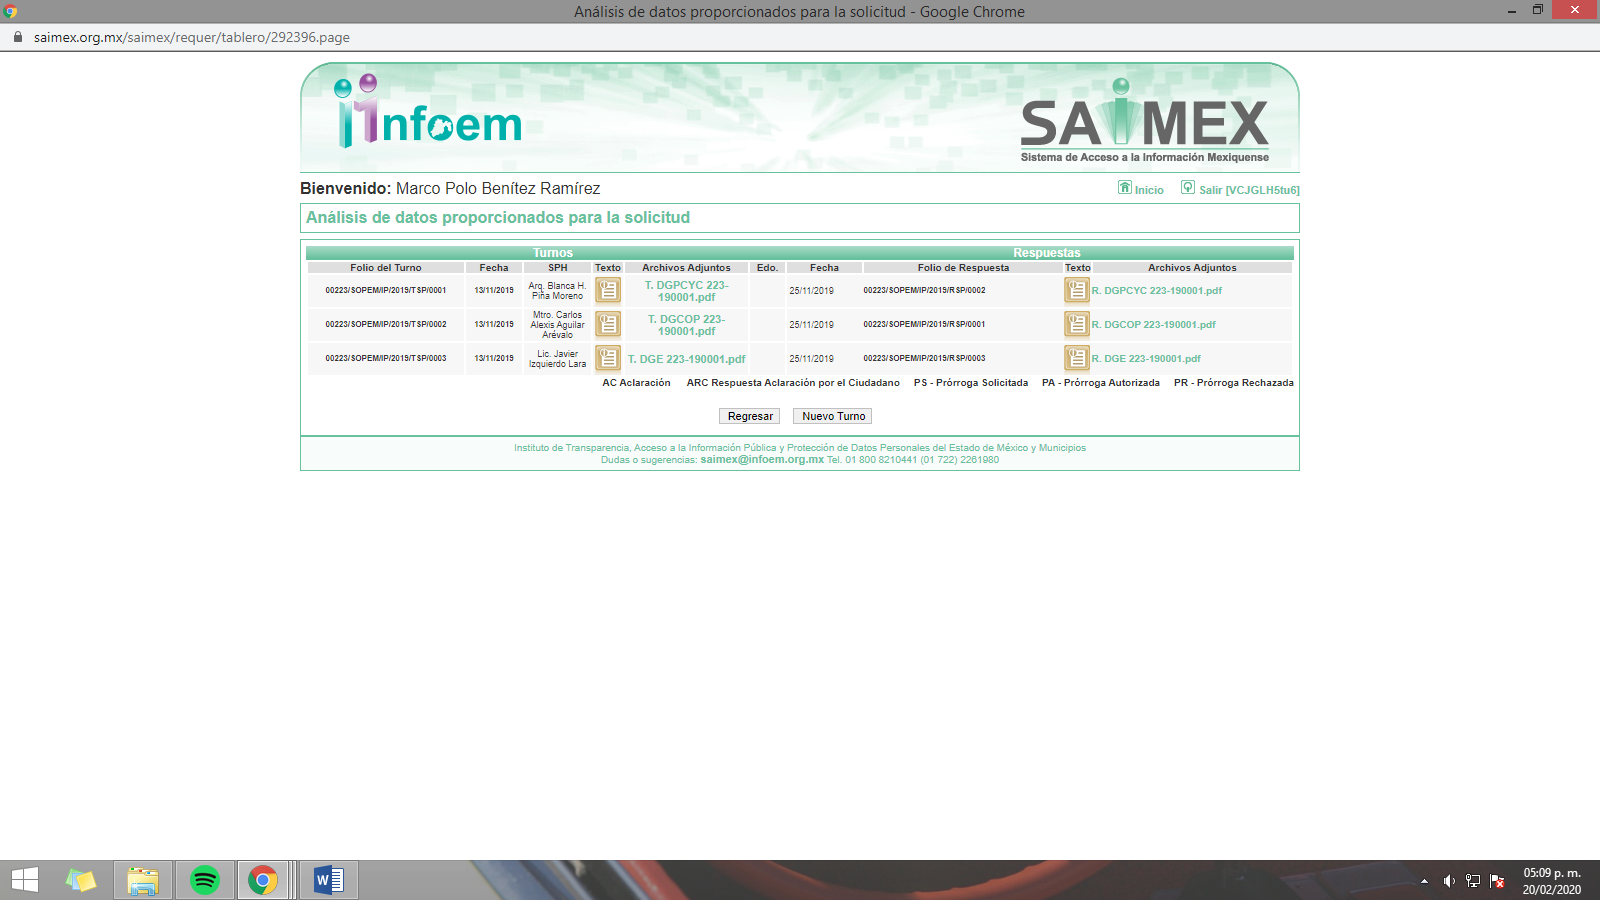 Análisis de datos proporcionados para la solicitud - Google Chrome
saimex.org.mx/saimex/requer/tablero/292396.page
infoem
SAIMEX
Sistema de Acceso a la Información Mexiquense
Bienvenido: Marco Polo Benítez Ramírez
Inicio Salir [VCJGLH5tu6]
Análisis de datos proporcionados para la solicitud
Turnos Respuestas
Folio del Turno Fecha SPH Texto Archivos Adjuntos Edo. Fecha Folio de Respuesta Texto Archivos Adjuntos
00223/SOPEM/IP/2019/TSP/0001 13/11/2019 Arq. Blanca H. Piña Moreno T. DGPCYC 223-190001.pdf 25/11/2019 00223/SOPEM/IP/2019/RSP/0002 R. DGPCYC 223-190001.pdf
00223/SOPEM/IP/2019/TSP/0002 13/11/2019 Mtro. Carlos Alexis Aguilar Arévalo T. DGCOP 223-190001.pdf 25/11/2019 00223/SOPEM/IP/2019/RSP/0001 R. DGCOP 223-190001.pdf
00223/SOPEM/IP/2019/TSP/0003 13/11/2019 Lic. Javier Izquierdo Lara T. DGE 223-190001.pdf 25/11/2019 00223/SOPEM/IP/2019/RSP/0003 R. DGE 223-190001.pdf
AC Aclaración ARC Respuesta Aclaración por el Ciudadano PS - Prórroga Solicitada PA - Prórroga Autorizada PR - Prórroga Rechazada
Regresar Nuevo Turno
Instituto de Transparencia, Acceso a la Información Pública y Protección de Datos Personales del Estado de México y Municipios
Dudas o sugerencias: saimex@infoem.org.mx Tel. 01 800 8210441 (01 722) 2261980
05:09 p. m.
20/02/2020